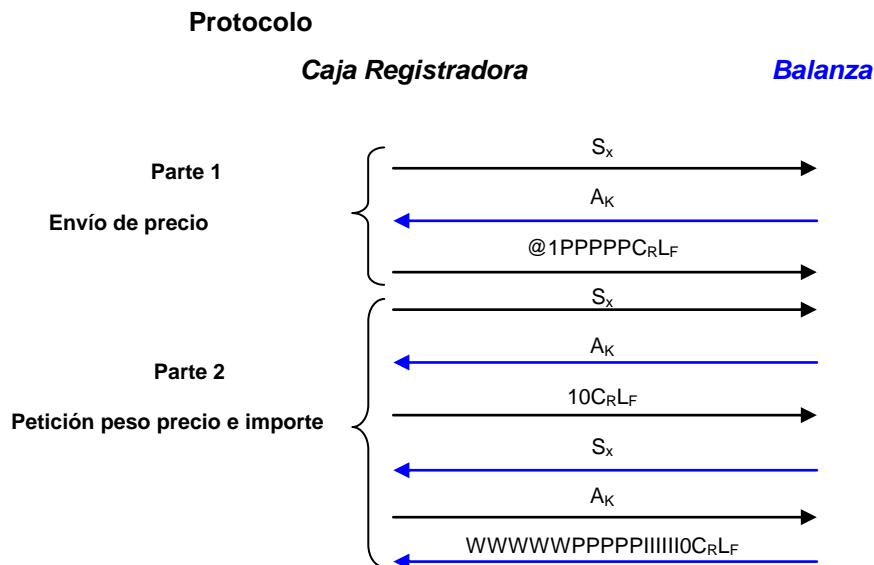 Protocolo
Caja Registradora Balanza
Sx
Parte 1
AK
Envío de precio
@1PPPPPCRLF
Sx
AK
Parte 2
10CRLF
Petición peso precio e importe
Sx
AK
WWWWWPPPPPIIIIII0CRLF